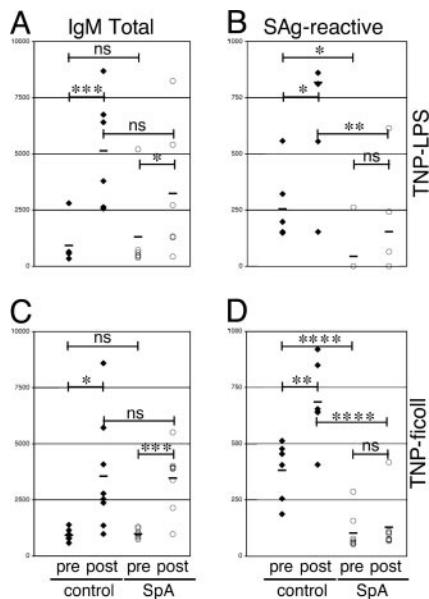 A IgM Total
B SAg-reactive
10000
7500
5000
2500
0
ns
***
ns
*
1000
750
500
250
0
*
*
**
ns
TNP-LPS
C
D
10000
7500
5000
2500
0
ns
*
ns
***
1000
750
500
250
0
****
**
****
ns
TNP-ficoll
pre post pre post
control SpA
pre post pre post
control SpA